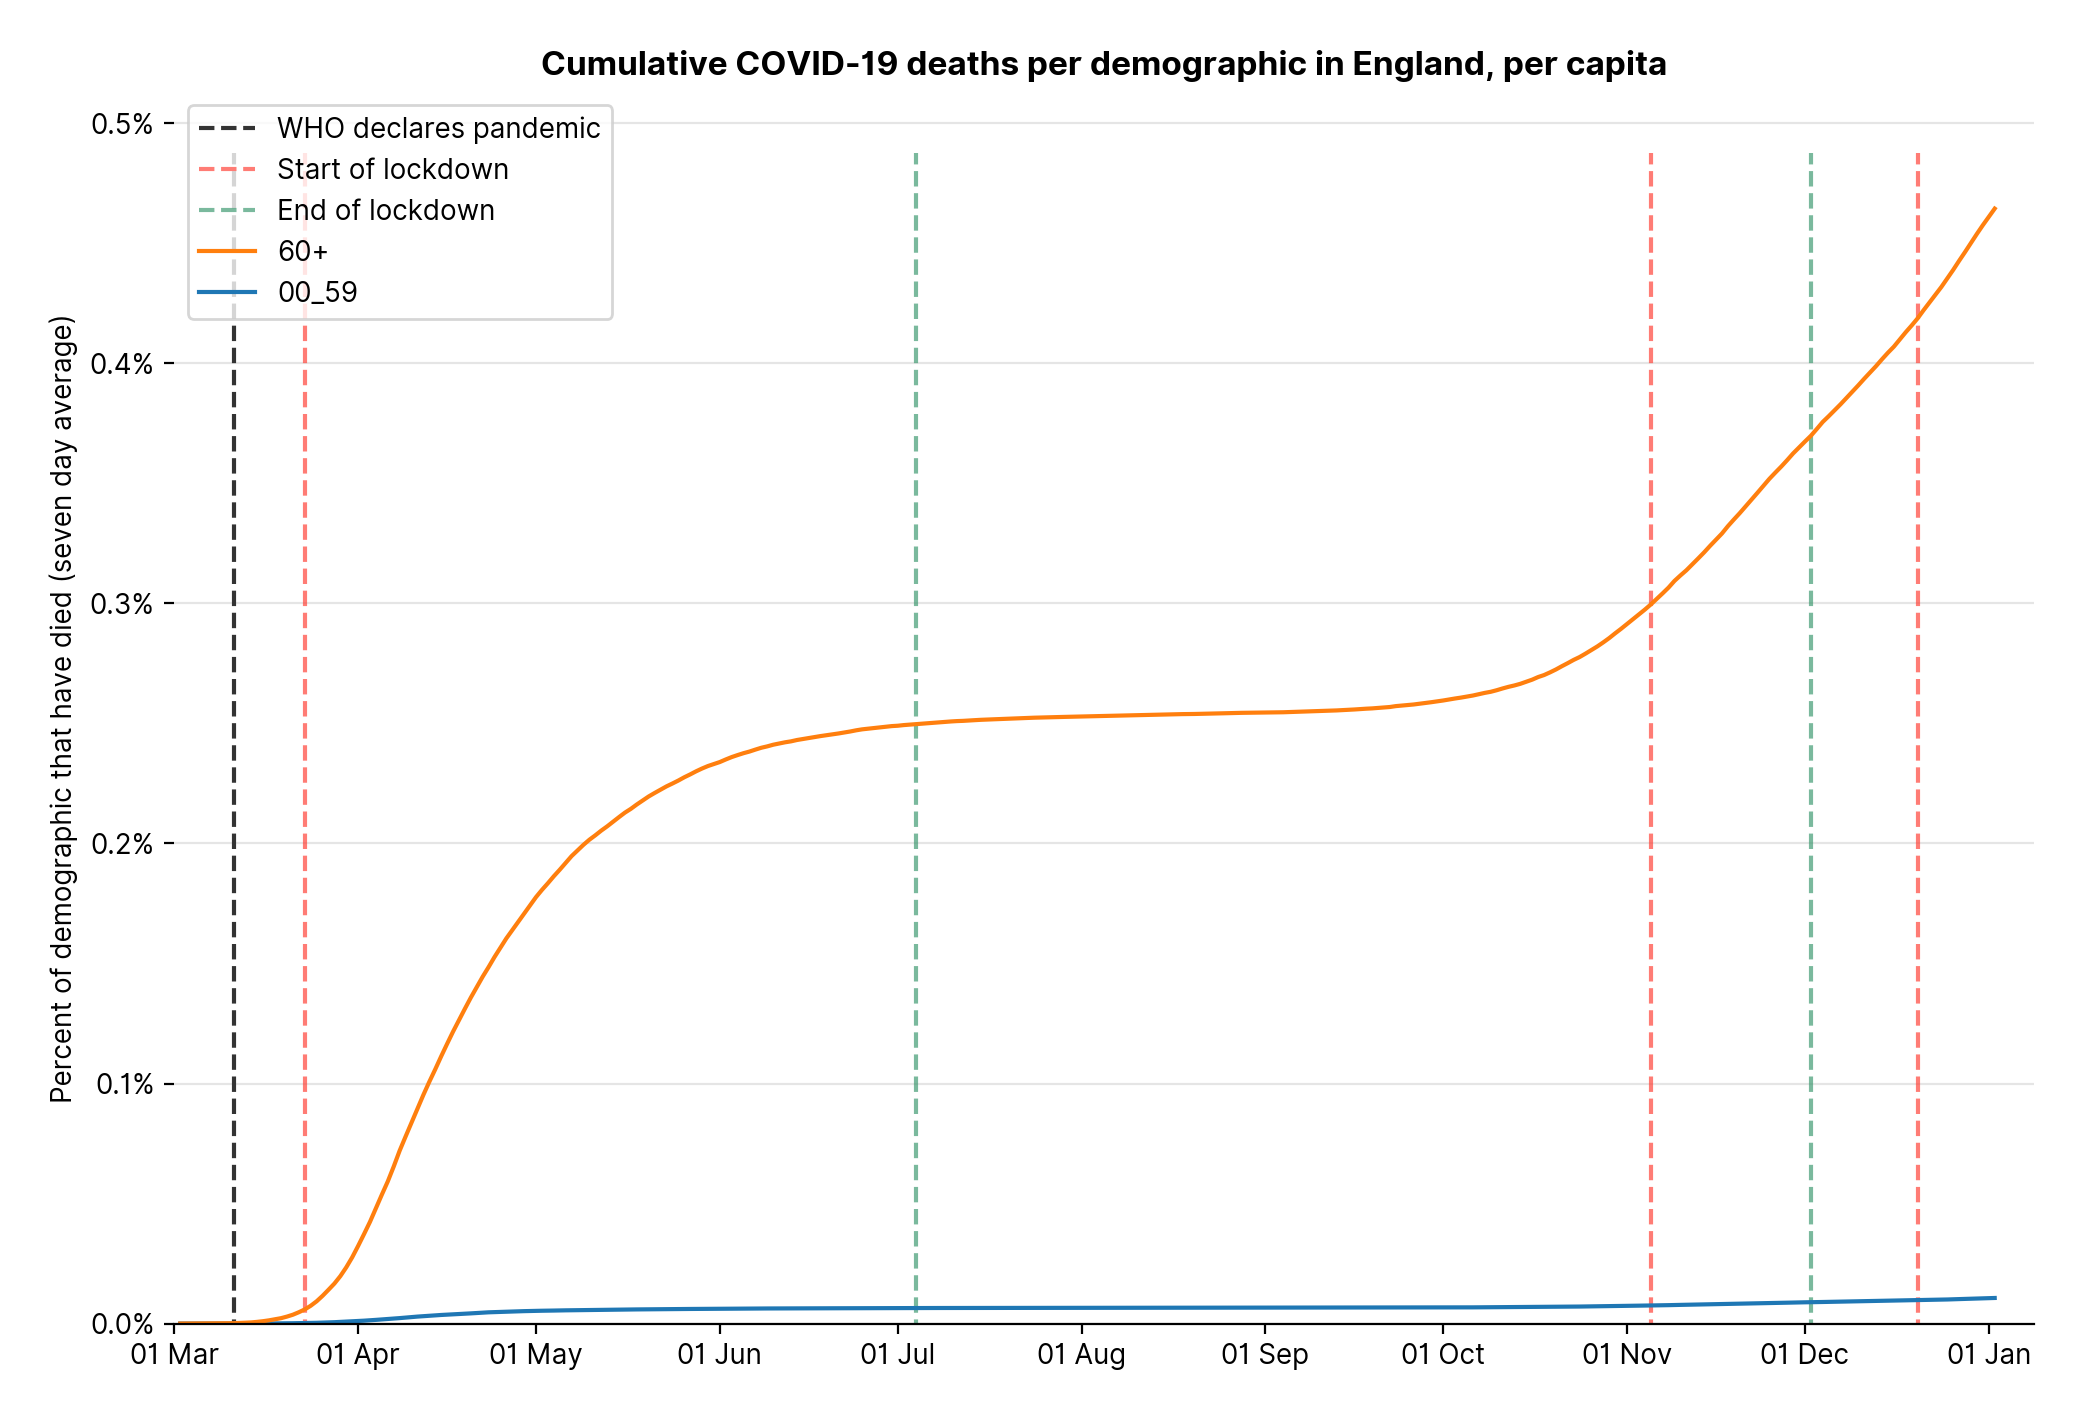 Cumulative COVID-19 deaths per demographic in England, per capita
WHO declares pandemic
Start of lockdown
End of lockdown
60+
00_59
Percent of demographic that have died (seven day average)
0.5%
0.4%
0.3%
0.2%
0.1%
0.0%
01 Mar 01 Apr 01 May 01 Jun 01 Jul 01 Aug 01 Sep 01 Oct 01 Nov 01 Dec 01 Jan